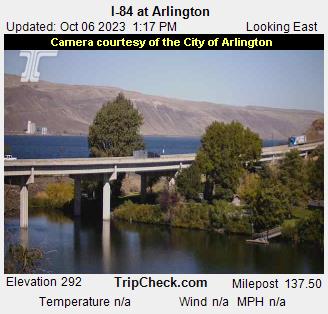 I-84 at Arlington
Updated: Oct 06 2023 1:17 PM Looking East
Camera courtesy of the City of Arlington
Elevation 292 TripCheck.com Milepost 137.50
Temperature n/a Wind n/a MPH n/a